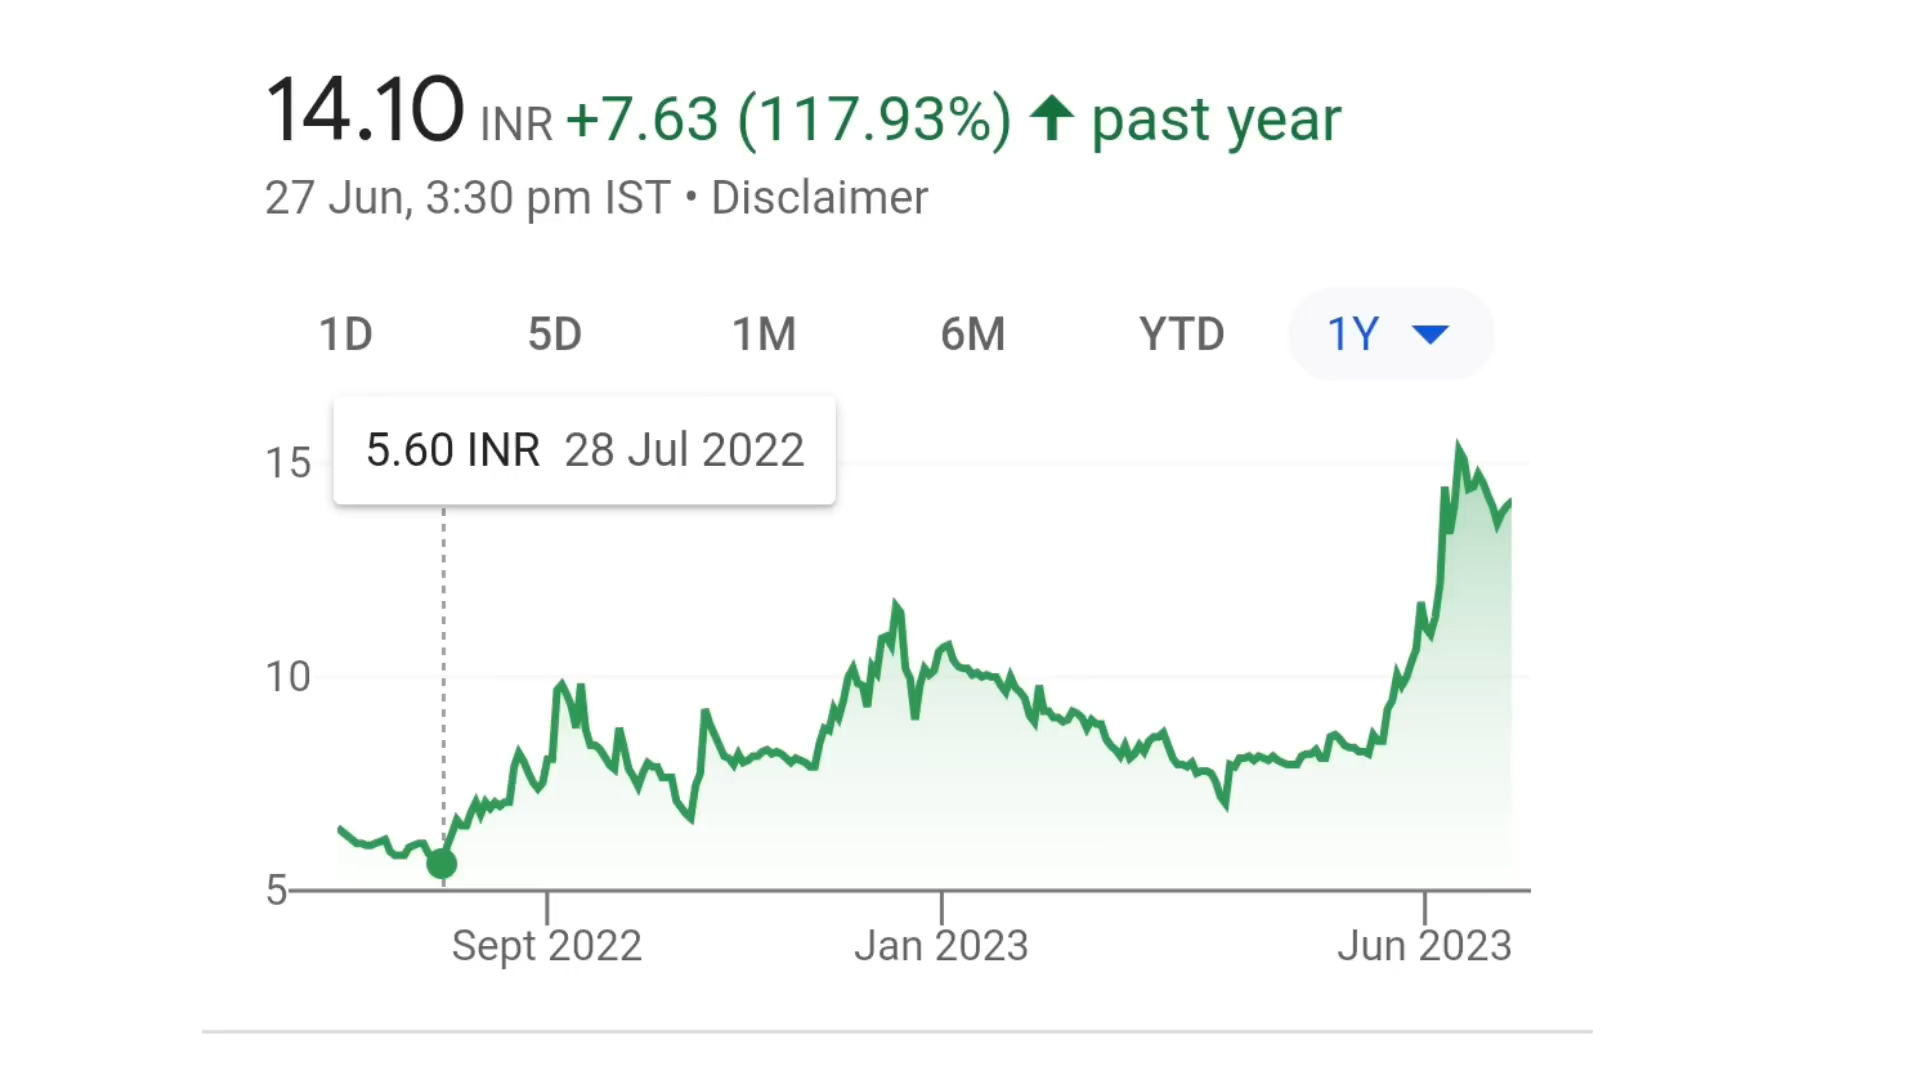 14.10 INR +7.63 (117.93%) ↑ past year
27 Jun, 3:30 pm IST • Disclaimer
1D 5D 1M 6M YTD 1Y
5.60 INR 28 Jul 2022
15
10
5
Sept 2022 Jan 2023 Jun 2023